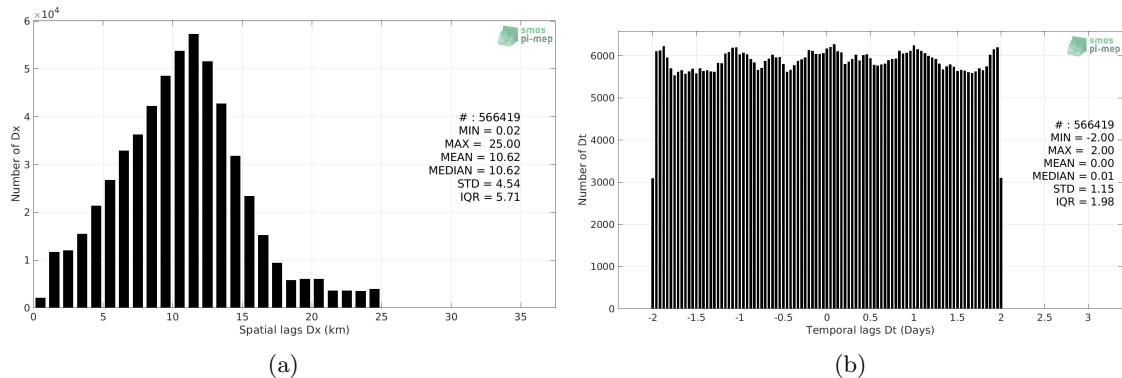 ×10⁴
6
5
4
3
2
1
0
Number of Dx
smos
pi-mep
# : 566419
MIN = 0.02
MAX = 25.00
MEAN = 10.62
MEDIAN = 10.62
STD = 4.54
IQR = 5.71
0 5 10 15 20 25 30 35
Spatial lags Dx (km)
(a)
6000
5000
4000
3000
2000
1000
0
Number of Dt
smos
pi-mep
# : 566419
MIN = -2.00
MAX = 2.00
MEAN = 0.00
MEDIAN = 0.01
STD = 1.15
IQR = 1.98
-2 -1.5 -1 -0.5 0 0.5 1 1.5 2 2.5 3
Temporal lags Dt (Days)
(b)